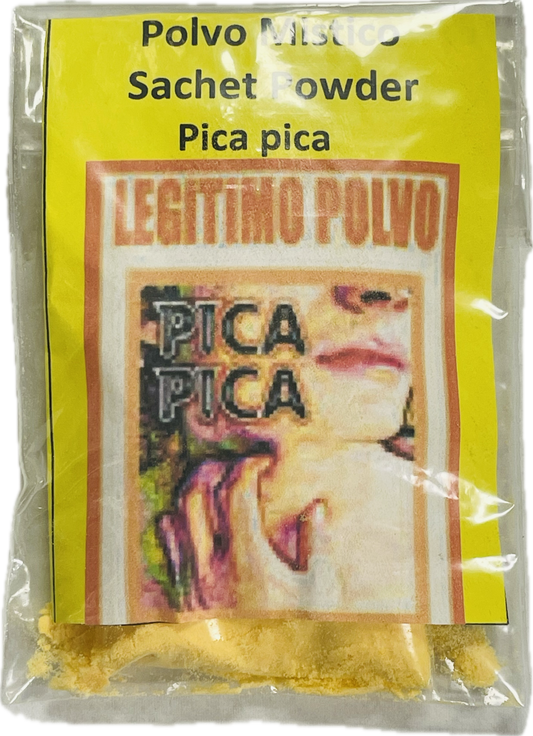 Polvo Mistico
Sachet Powder
Pica pica
LEGITIMO POLVO
PICA
PICA